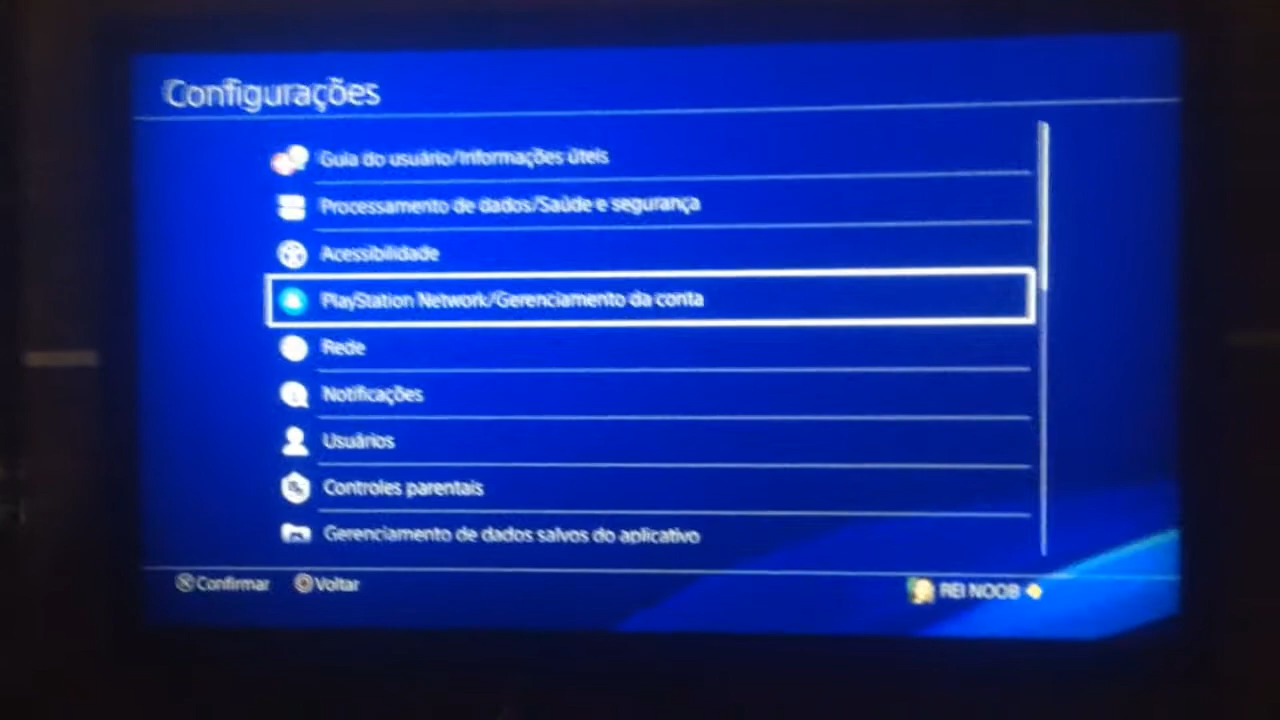 Configurações
Guia do usuário/Informações úteis
Processamento de dados/Saúde e segurança
Acessibilidade
PlayStation Network/Gerenciamento da conta
Rede
Notificações
Usuários
Controles parentais
Gerenciamento de dados salvos do aplicativo
Confirmar Voltar
REI NOOB